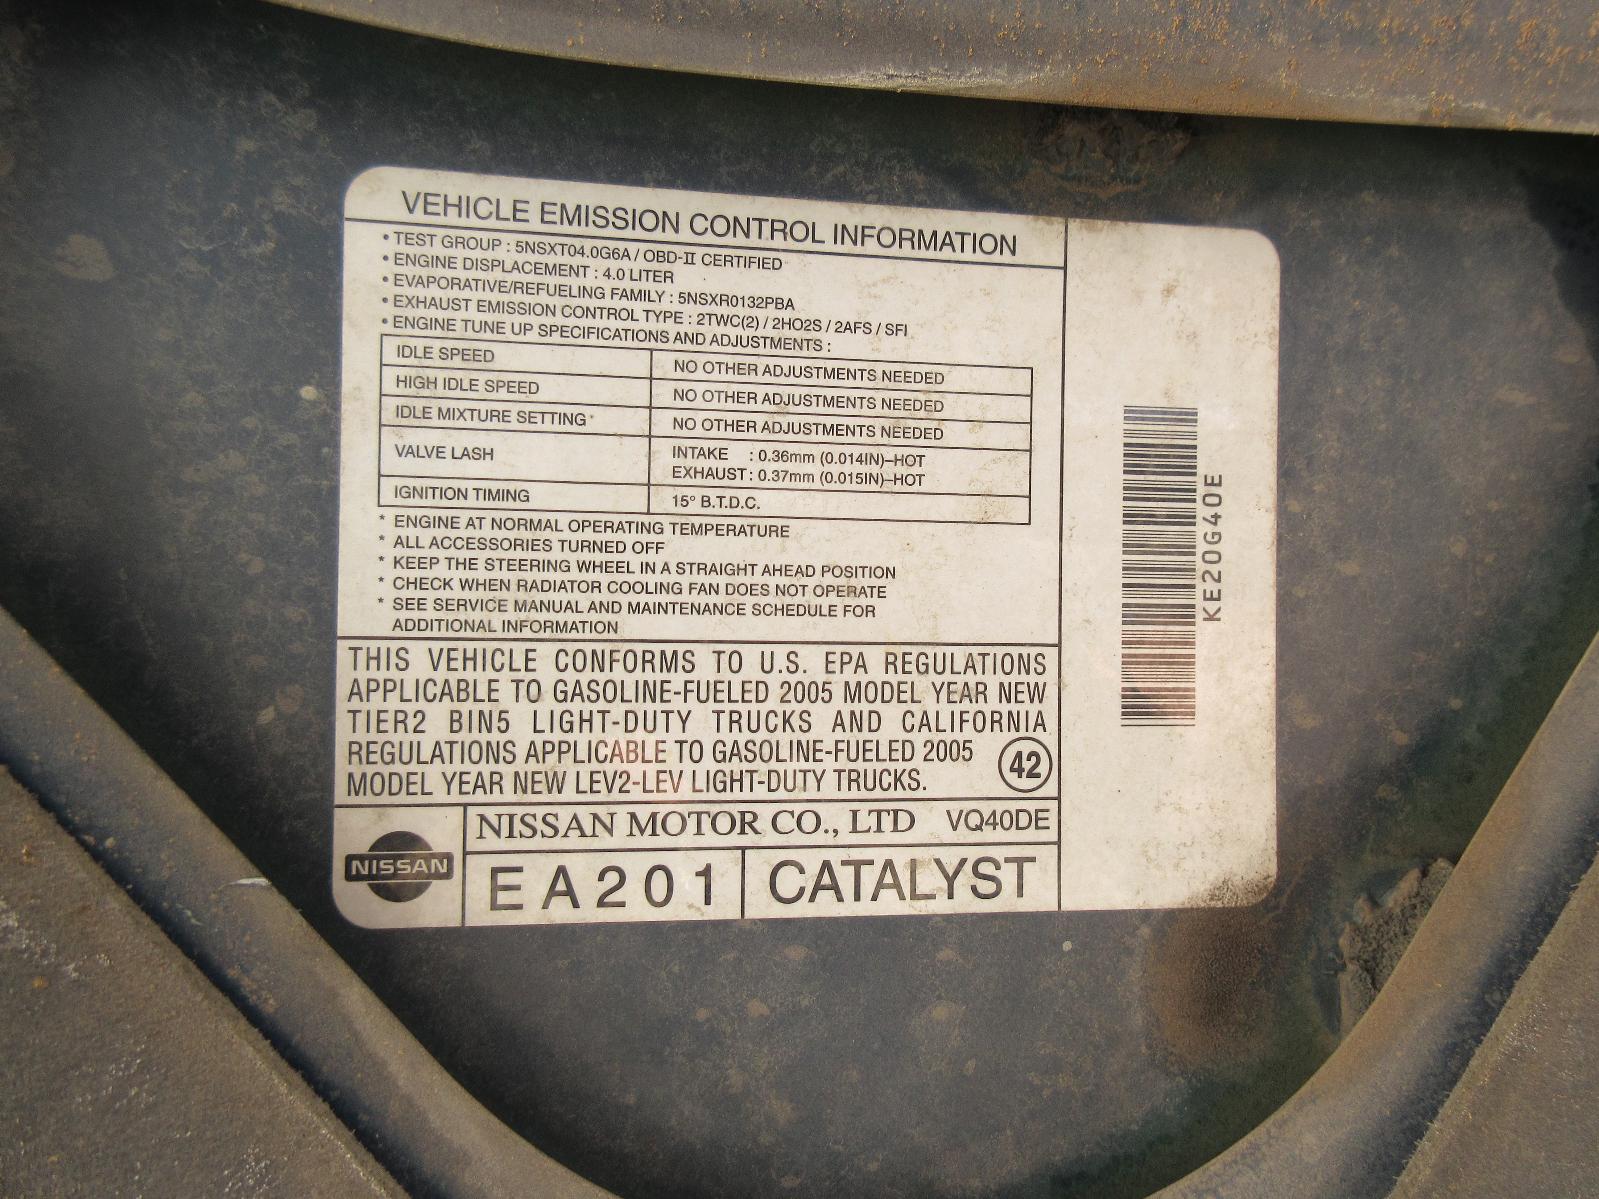 VEHICLE EMISSION CONTROL INFORMATION
• TEST GROUP : 5NSXT04.0G6A / OBD-II CERTIFIED
• ENGINE DISPLACEMENT : 4.0 LITER
• EVAPORATIVE/REFUELING FAMILY : 5NSXR0132PBA
• EXHAUST EMISSION CONTROL TYPE : 2TWC(2) / 2HO2S / 2AFS / SFI
• ENGINE TUNE UP SPECIFICATIONS AND ADJUSTMENTS :
IDLE SPEED NO OTHER ADJUSTMENTS NEEDED
HIGH IDLE SPEED NO OTHER ADJUSTMENTS NEEDED
IDLE MIXTURE SETTING* NO OTHER ADJUSTMENTS NEEDED
VALVE LASH INTAKE : 0.36mm (0.014IN)–HOT
EXHAUST : 0.37mm (0.015IN)–HOT
IGNITION TIMING 15° B.T.D.C.
* ENGINE AT NORMAL OPERATING TEMPERATURE
* ALL ACCESSORIES TURNED OFF
* KEEP THE STEERING WHEEL IN A STRAIGHT AHEAD POSITION
* CHECK WHEN RADIATOR COOLING FAN DOES NOT OPERATE
* SEE SERVICE MANUAL AND MAINTENANCE SCHEDULE FOR
ADDITIONAL INFORMATION
THIS VEHICLE CONFORMS TO U.S. EPA REGULATIONS
APPLICABLE TO GASOLINE-FUELED 2005 MODEL YEAR NEW
TIER2 BIN5 LIGHT-DUTY TRUCKS AND CALIFORNIA
REGULATIONS APPLICABLE TO GASOLINE-FUELED 2005
MODEL YEAR NEW LEV2-LEV LIGHT-DUTY TRUCKS.
42
NISSAN
NISSAN MOTOR CO., LTD VQ40DE
EA201 CATALYST
KE20G40E